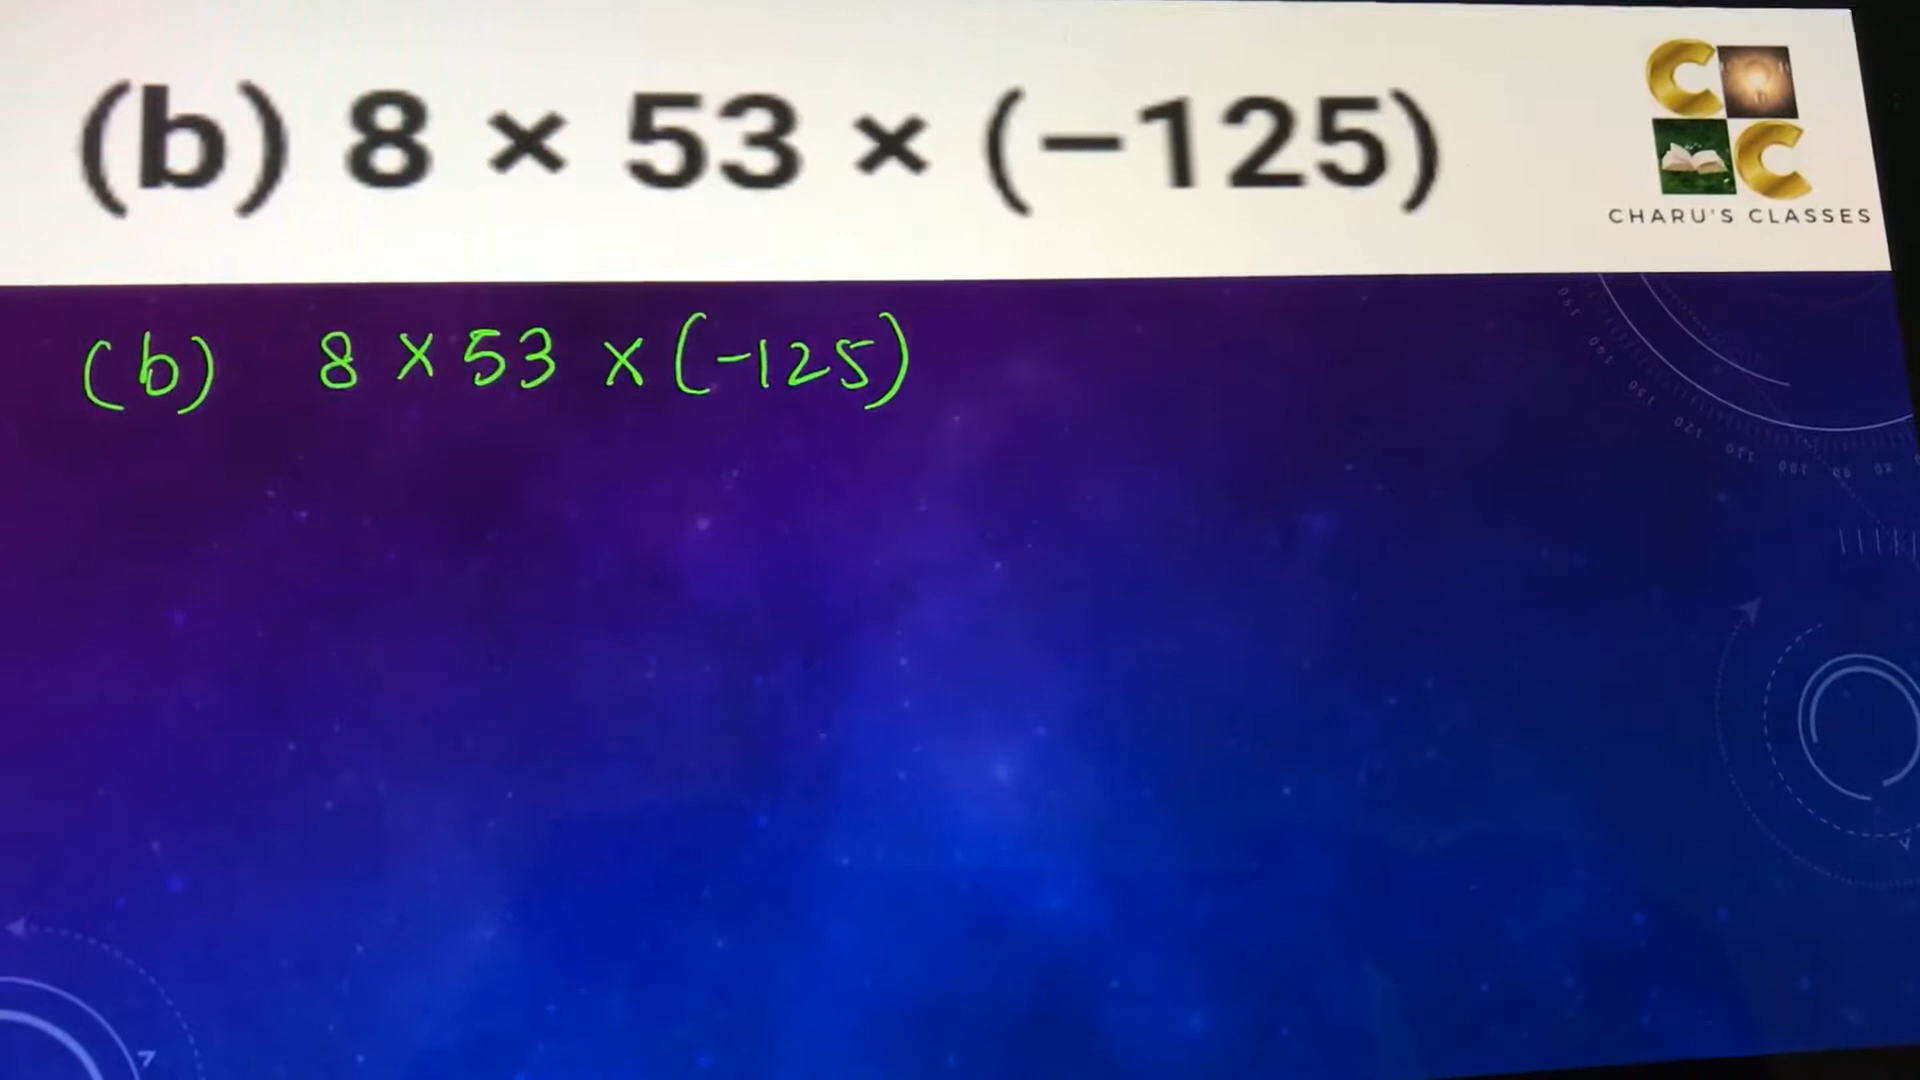 (b) 8 × 53 × (−125)
CHARU'S CLASSES
(b) 8 × 53 × (-125)